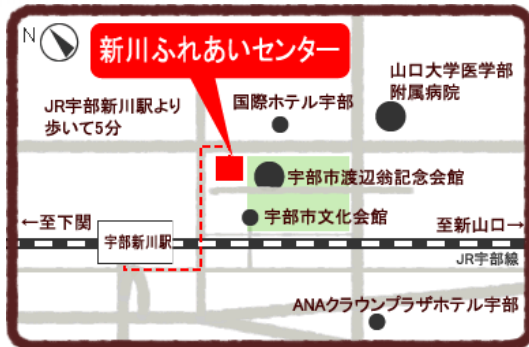 N
新川ふれあいセンター
山口大学医学部
附属病院
JR宇部新川駅より
歩いて5分
国際ホテル宇部
宇部市渡辺翁記念会館
宇部市文化会館
←至下関
至新山口→
宇部新川駅
JR宇部線
ANAクラウンプラザホテル宇部